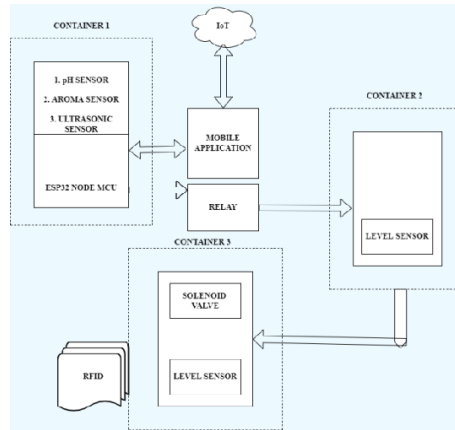 IoT
CONTAINER 1
1. pH SENSOR
2. AROMA SENSOR
3. ULTRASONIC
SENSOR
ESP32 NODE MCU
MOBILE
APPLICATION
RELAY
CONTAINER 2
LEVEL SENSOR
CONTAINER 3
SOLENOID
VALVE
LEVEL SENSOR
RFID